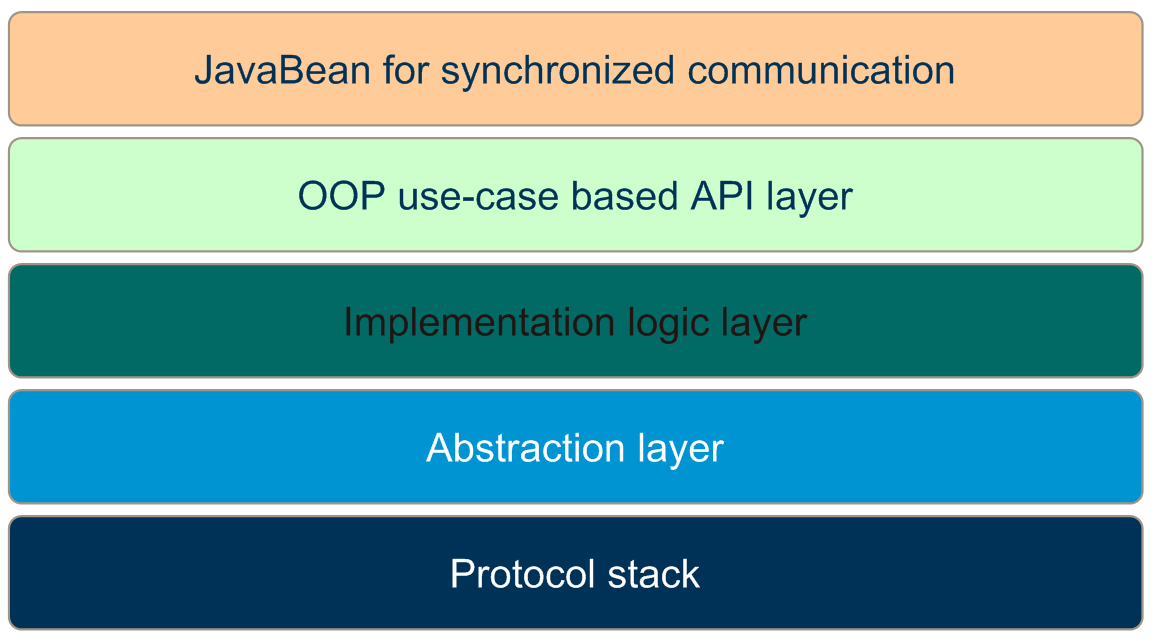 JavaBean for synchronized communication
OOP use-case based API layer
Implementation logic layer
Abstraction layer
Protocol stack